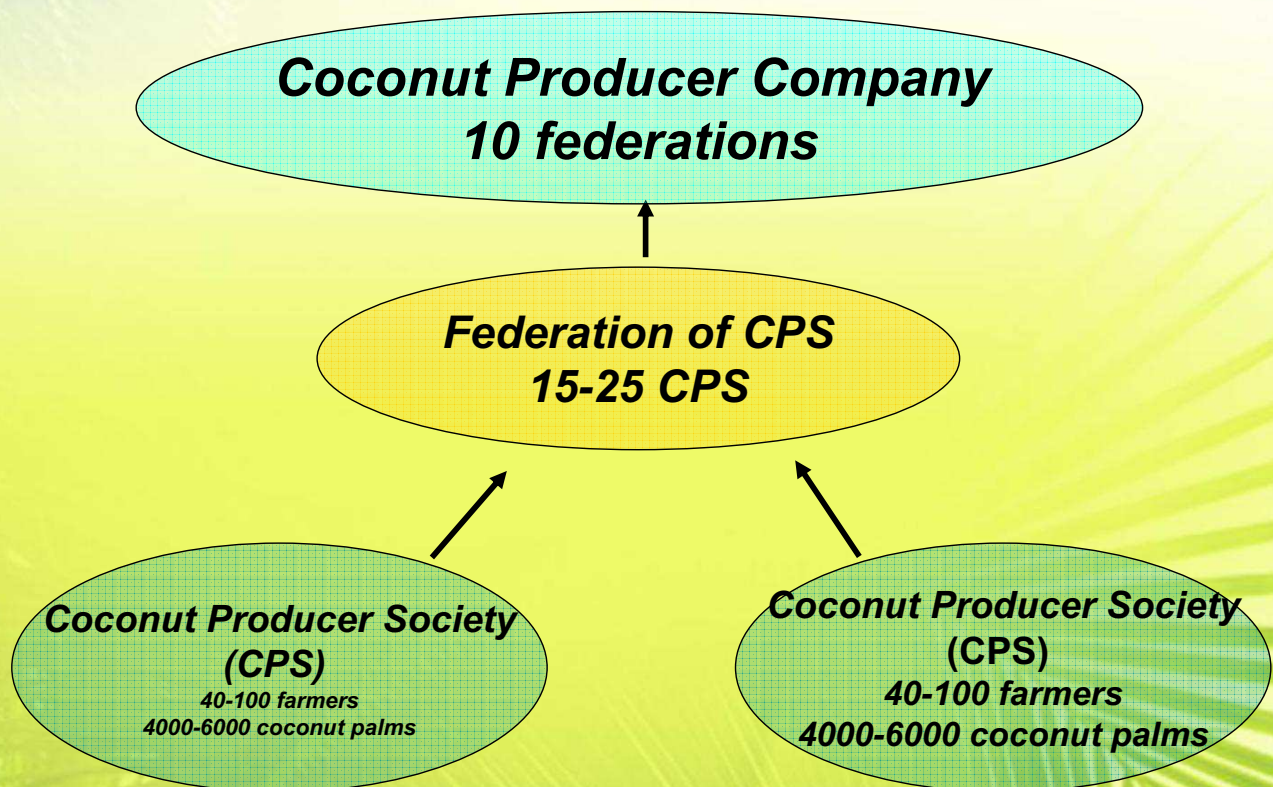 Coconut Producer Company
10 federations
Federation of CPS
15-25 CPS
Coconut Producer Society
(CPS)
40-100 farmers
4000-6000 coconut palms
Coconut Producer Society
(CPS)
40-100 farmers
4000-6000 coconut palms